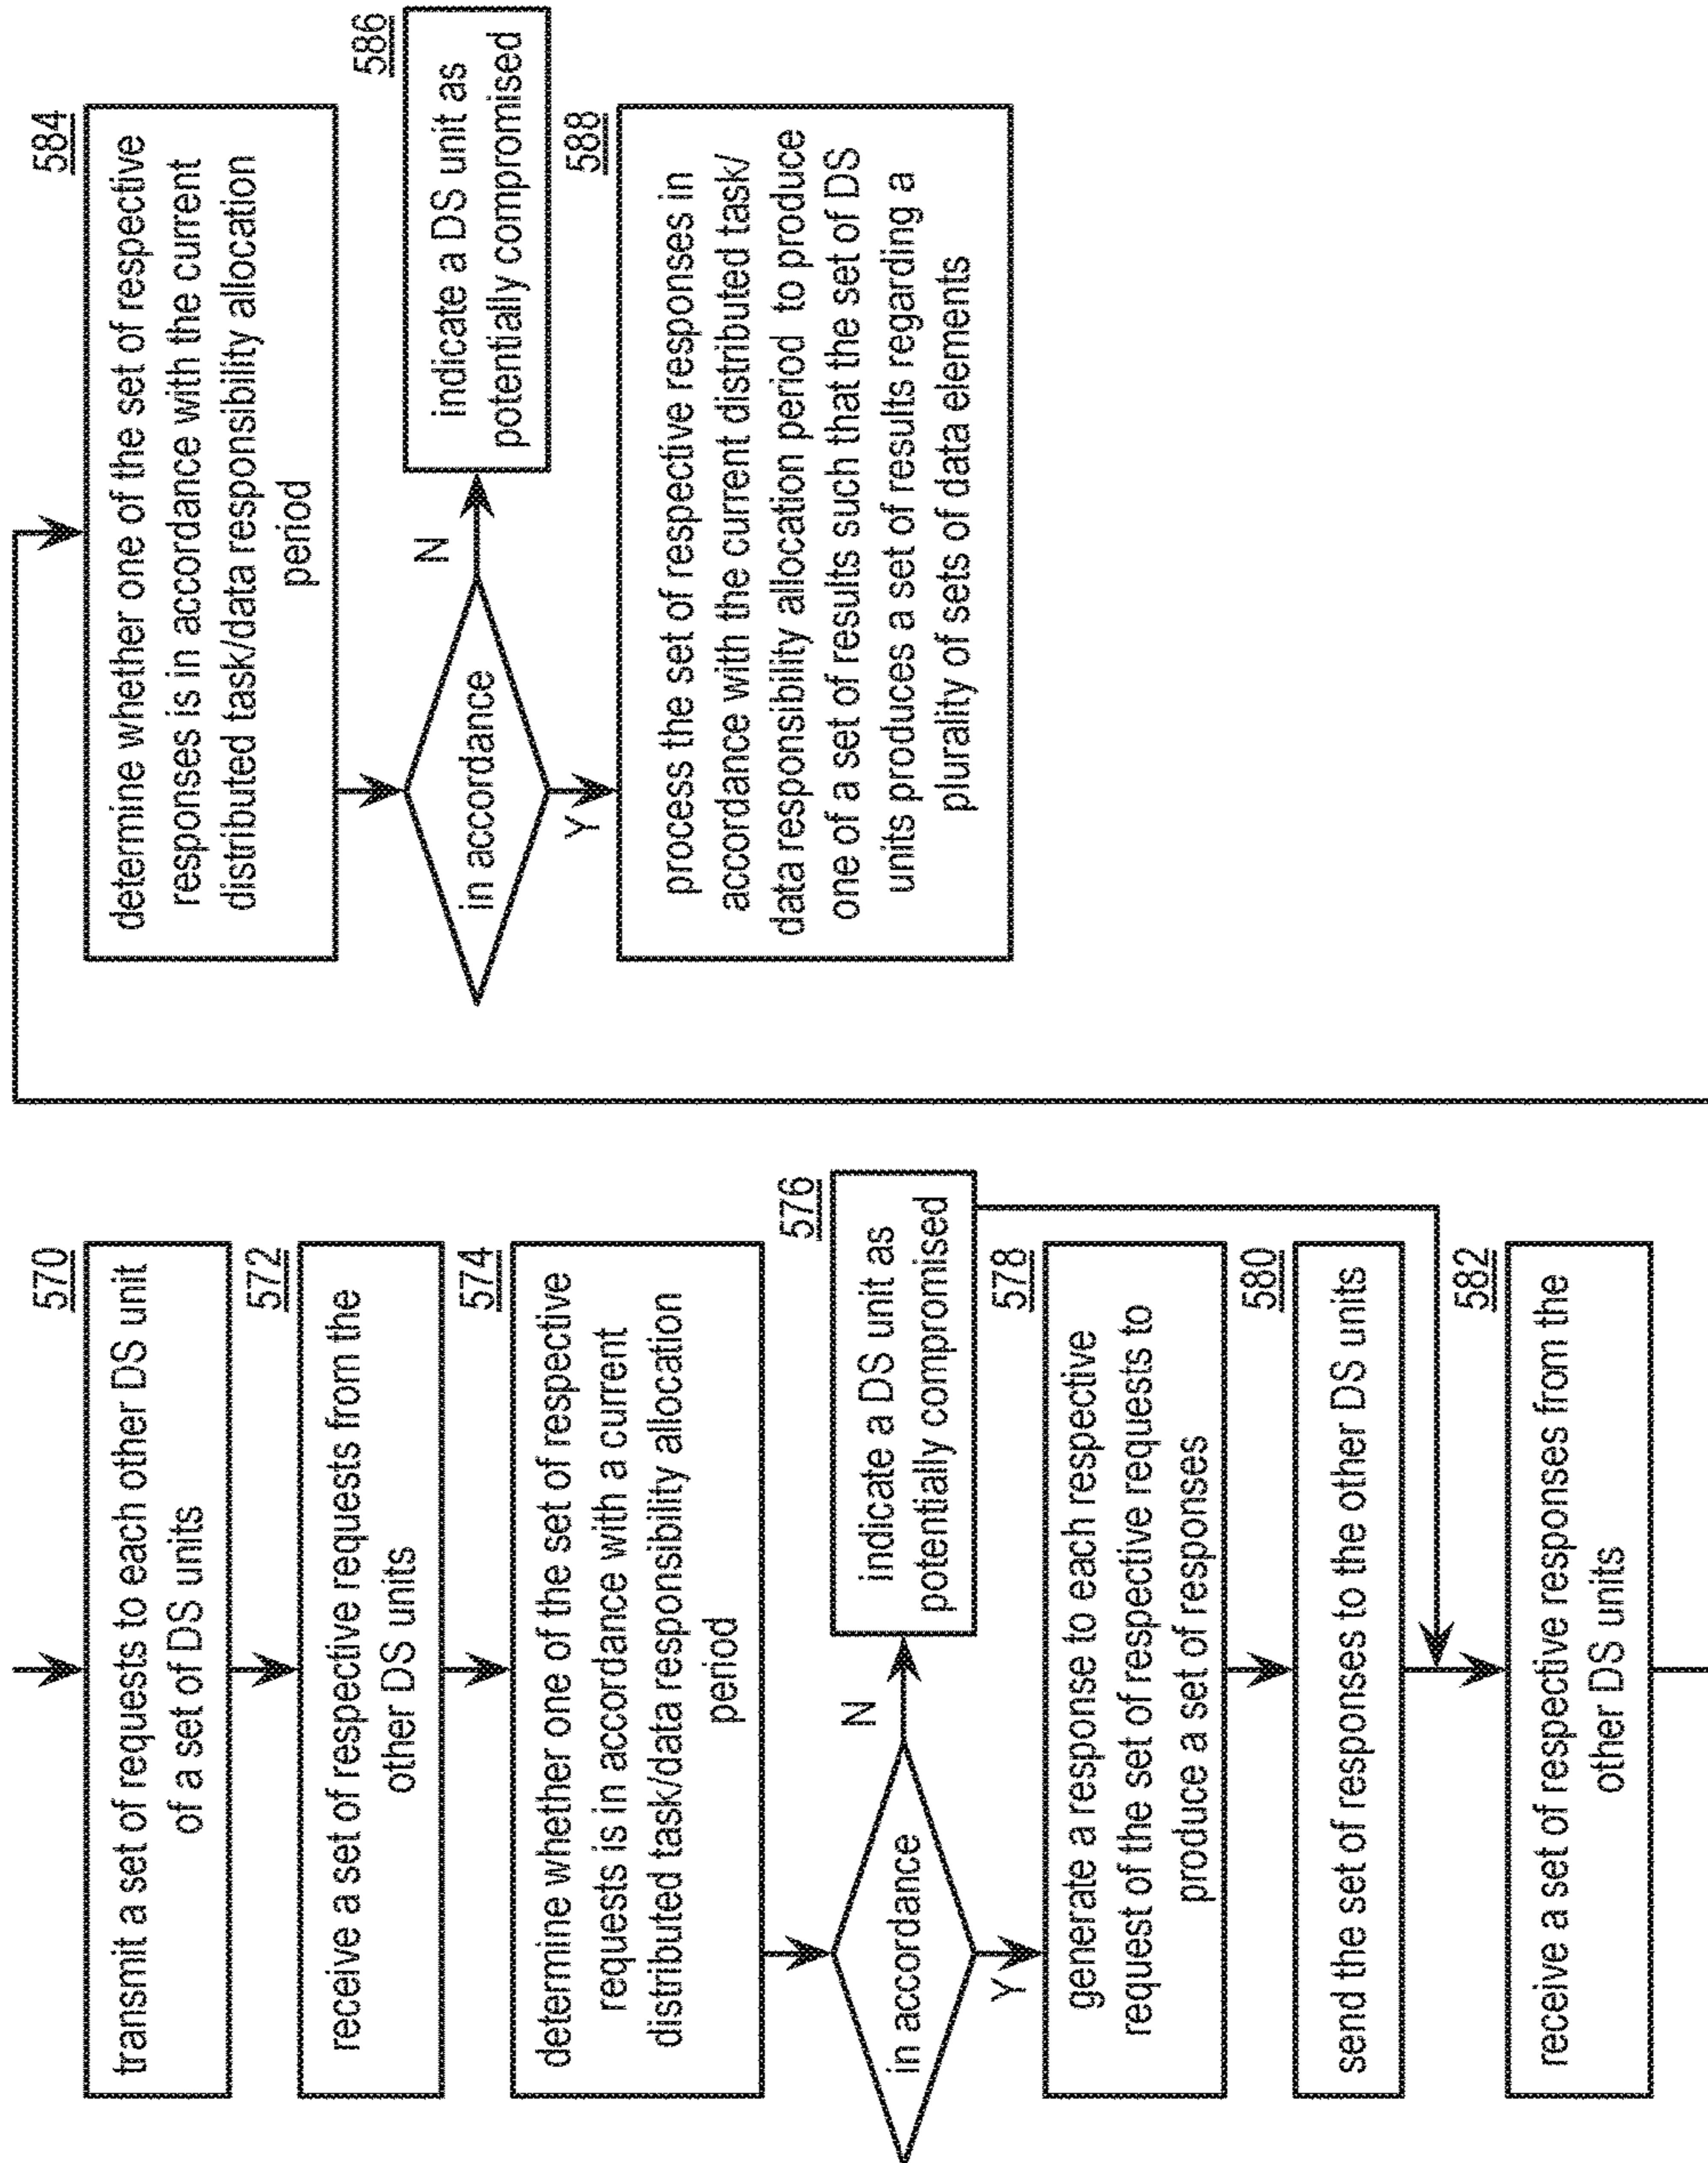 570
transmit a set of requests to each other DS unit
of a set of DS units
572
receive a set of respective requests from the
other DS units
574
determine whether one of the set of respective
requests is in accordance with a current
distributed task/data responsibility allocation
period
in accordance
N
576
indicate a DS unit as
potentially compromised
Y
578
generate a response to each respective
request of the set of respective requests to
produce a set of responses
580
send the set of responses to the other DS units
582
receive a set of respective responses from the
other DS units
584
determine whether one of the set of respective
responses is in accordance with the current
distributed task/data responsibility allocation
period
in accordance
N
586
indicate a DS unit as
potentially compromised
Y
588
process the set of respective responses in
accordance with the current distributed task/
data responsibility allocation period to produce
one of a set of results such that the set of DS
units produces a set of results regarding a
plurality of sets of data elements